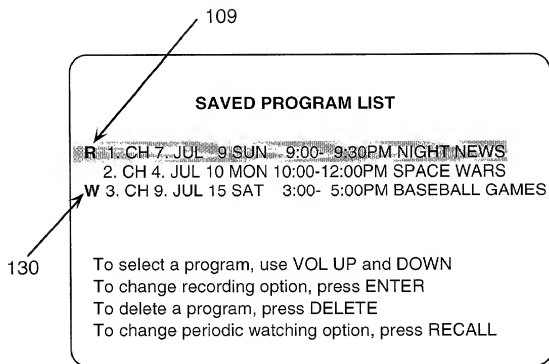 109
SAVED PROGRAM LIST
R 1. CH 7. JUL 9 SUN 9:00- 9:30PM NIGHT NEWS
2. CH 4. JUL 10 MON 10:00-12:00PM SPACE WARS
W 3. CH 9. JUL 15 SAT 3:00- 5:00PM BASEBALL GAMES
130
To select a program, use VOL UP and DOWN
To change recording option, press ENTER
To delete a program, press DELETE
To change periodic watching option, press RECALL